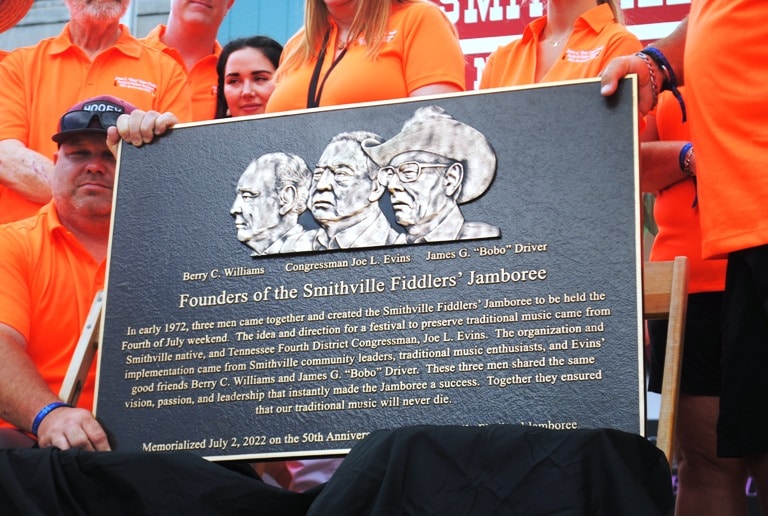 SMITHVILLE
HOOEY
Berry C. Williams Congressman Joe L. Evins James G. "Bobo" Driver
Founders of the Smithville Fiddlers' Jamboree
In early 1972, three men came together and created the Smithville Fiddlers' Jamboree to be held the
Fourth of July weekend. The idea and direction for a festival to preserve traditional music came from
Smithville native, and Tennessee Fourth District Congressman, Joe L. Evins. The organization and
implementation came from Smithville community leaders, traditional music enthusiasts, and Evins'
good friends Berry C. Williams and James G. "Bobo" Driver. These three men shared the same
vision, passion, and leadership that instantly made the Jamboree a success. Together they ensured
that our traditional music will never die.
Memorialized July 2, 2022 on the 50th Annivers Jamboree